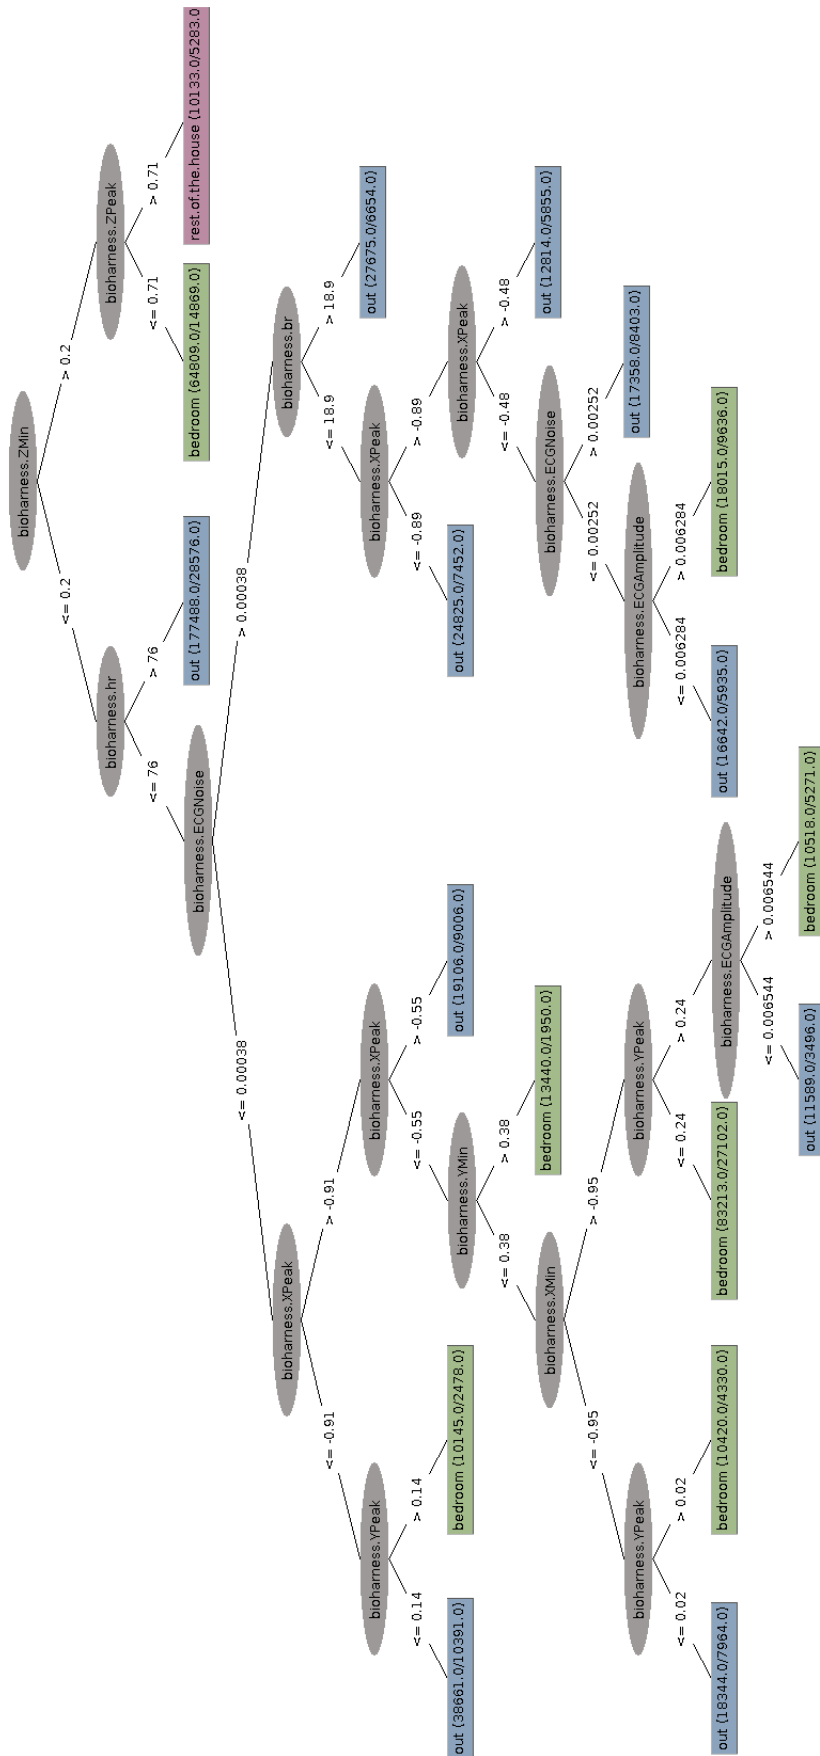 bioharness.ZMin
<= 0.2
> 0.2
bioharness.hr
bioharness.ZPeak
<= 76
> 76
<= 0.71
> 0.71
bioharness.ECGNoise
out {177488.0/28576.0}
bedroom {64809.0/14869.0}
rest.of.the.house {10133.0/5283.0}
<= 0.00038
> 0.00038
bioharness.XPeak
bioharness.br
<= -0.91
> -0.91
<= 18.9
> 18.9
bioharness.YPeak
bioharness.XPeak
bioharness.XPeak
out {27675.0/6654.0}
<= 0.14
> 0.14
<= -0.55
> -0.55
<= -0.89
> -0.89
out {38661.0/10391.0}
bedroom {10145.0/2478.0}
bioharness.YMin
out {19106.0/9006.0}
out {24825.0/7452.0}
bioharness.XPeak
<= 0.38
> 0.38
<= -0.48
> -0.48
bioharness.XMin
bedroom {13440.0/1950.0}
bioharness.ECGNoise
out {12814.0/5855.0}
<= -0.95
> -0.95
<= 0.00252
> 0.00252
bioharness.YPeak
bioharness.YPeak
bioharness.ECGAmplitude
out {17358.0/8403.0}
<= 0.02
> 0.02
<= 0.24
> 0.24
<= 0.006284
> 0.006284
out {18344.0/7964.0}
bedroom {10420.0/4330.0}
bedroom {83213.0/27102.0}
bioharness.ECGAmplitude
out {16642.0/5935.0}
bedroom {18015.0/9636.0}
<= 0.006544
> 0.006544
out {11589.0/3496.0}
bedroom {10518.0/5271.0}